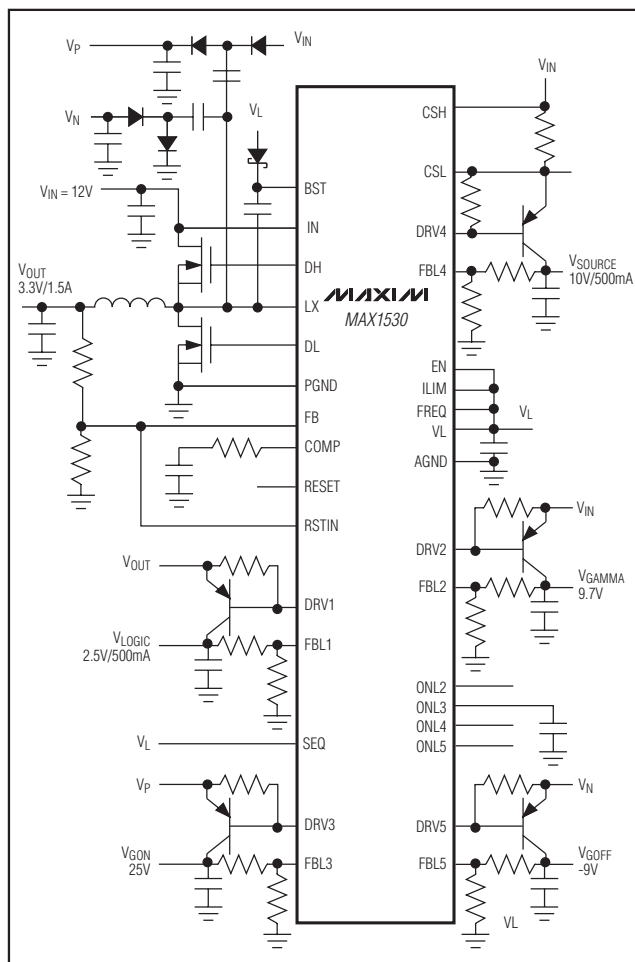 VP
VIN
VN
VL
VIN = 12V
VOUT
3.3V/1.5A
BST
IN
DH
LX
DL
PGND
FB
COMP
RESET
RSTIN
VOUT
DRV1
VLOGIC
2.5V/500mA
FBL1
VL
SEQ
VP
DRV3
VGON
25V
FBL3
MAXIM
MAX1530
VIN
CSH
CSL
DRV4
FBL4
VSOURCE
10V/500mA
EN
ILIM
FREQ
VL
VL
AGND
VIN
DRV2
FBL2
VGAMMA
9.7V
ONL2
ONL3
ONL4
ONL5
VN
DRV5
FBL5
VGOFF
-9V
VL